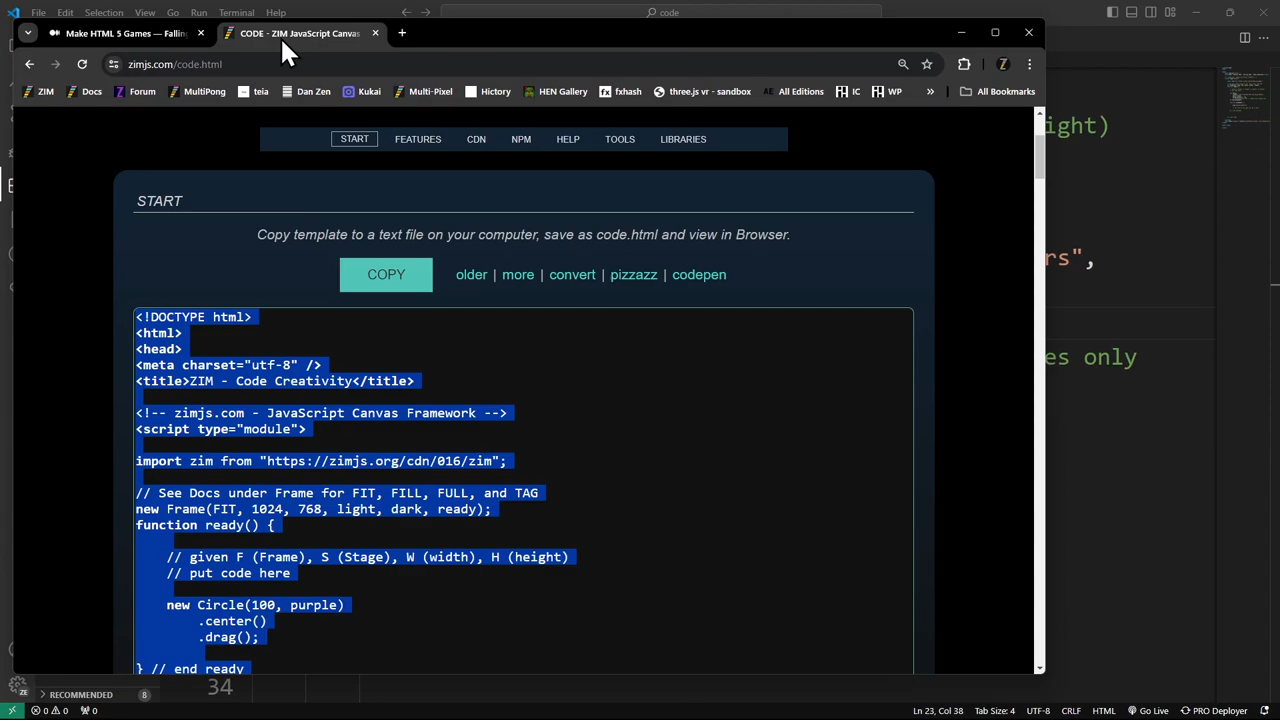 File Edit Selection View Go Run Terminal Help
code
Make HTML 5 Games — Fallin
CODE - ZIM JavaScript Canvas
zimjs.com/code.html
ZIM Docs Forum MultiPong teia Dan Zen Kukai Multi-Pixel Hictory HEN Gallery fxhash three.js vr - sandbox All Editions IC WP » All Bookmarks
START FEATURES CDN NPM HELP TOOLS LIBRARIES
ight)
START
Copy template to a text file on your computer, save as code.html and view in Browser.
rs",
COPY older | more | convert | pizzazz | codepen
<!DOCTYPE html>
<html>
<head>
es only
<meta charset="utf-8" />
<title>ZIM - Code Creativity</title>
<!-- zimjs.com - JavaScript Canvas Framework -->
<script type="module">
import zim from "https://zimjs.org/cdn/016/zim";
// See Docs under Frame for FIT, FILL, FULL, and TAG
new Frame(FIT, 1024, 768, light, dark, ready);
function ready() {
// given F (Frame), S (Stage), W (width), H (height)
// put code here
new Circle(100, purple)
.center()
.drag();
} // end ready
34
RECOMMENDED 8
0 0 0 Ln 23, Col 38 Tab Size: 4 UTF-8 CRLF HTML Go Live PRO Deployer